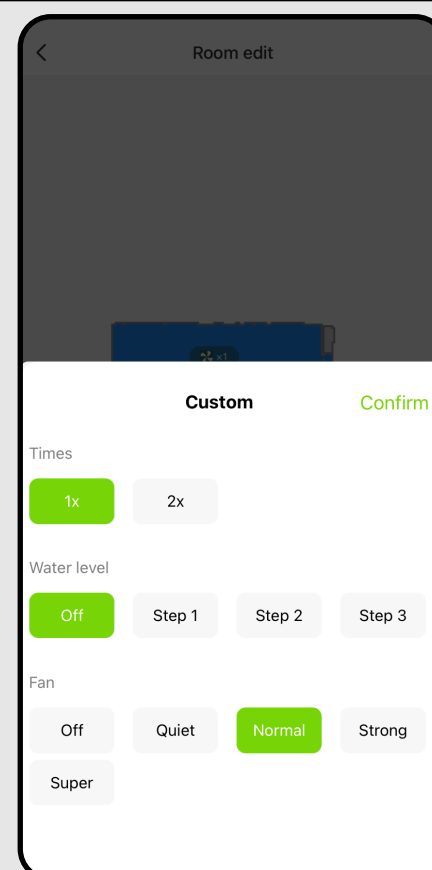 Room edit
×1
Custom
Confirm
Times
1x
2x
Water level
Off
Step 1
Step 2
Step 3
Fan
Off
Quiet
Normal
Strong
Super